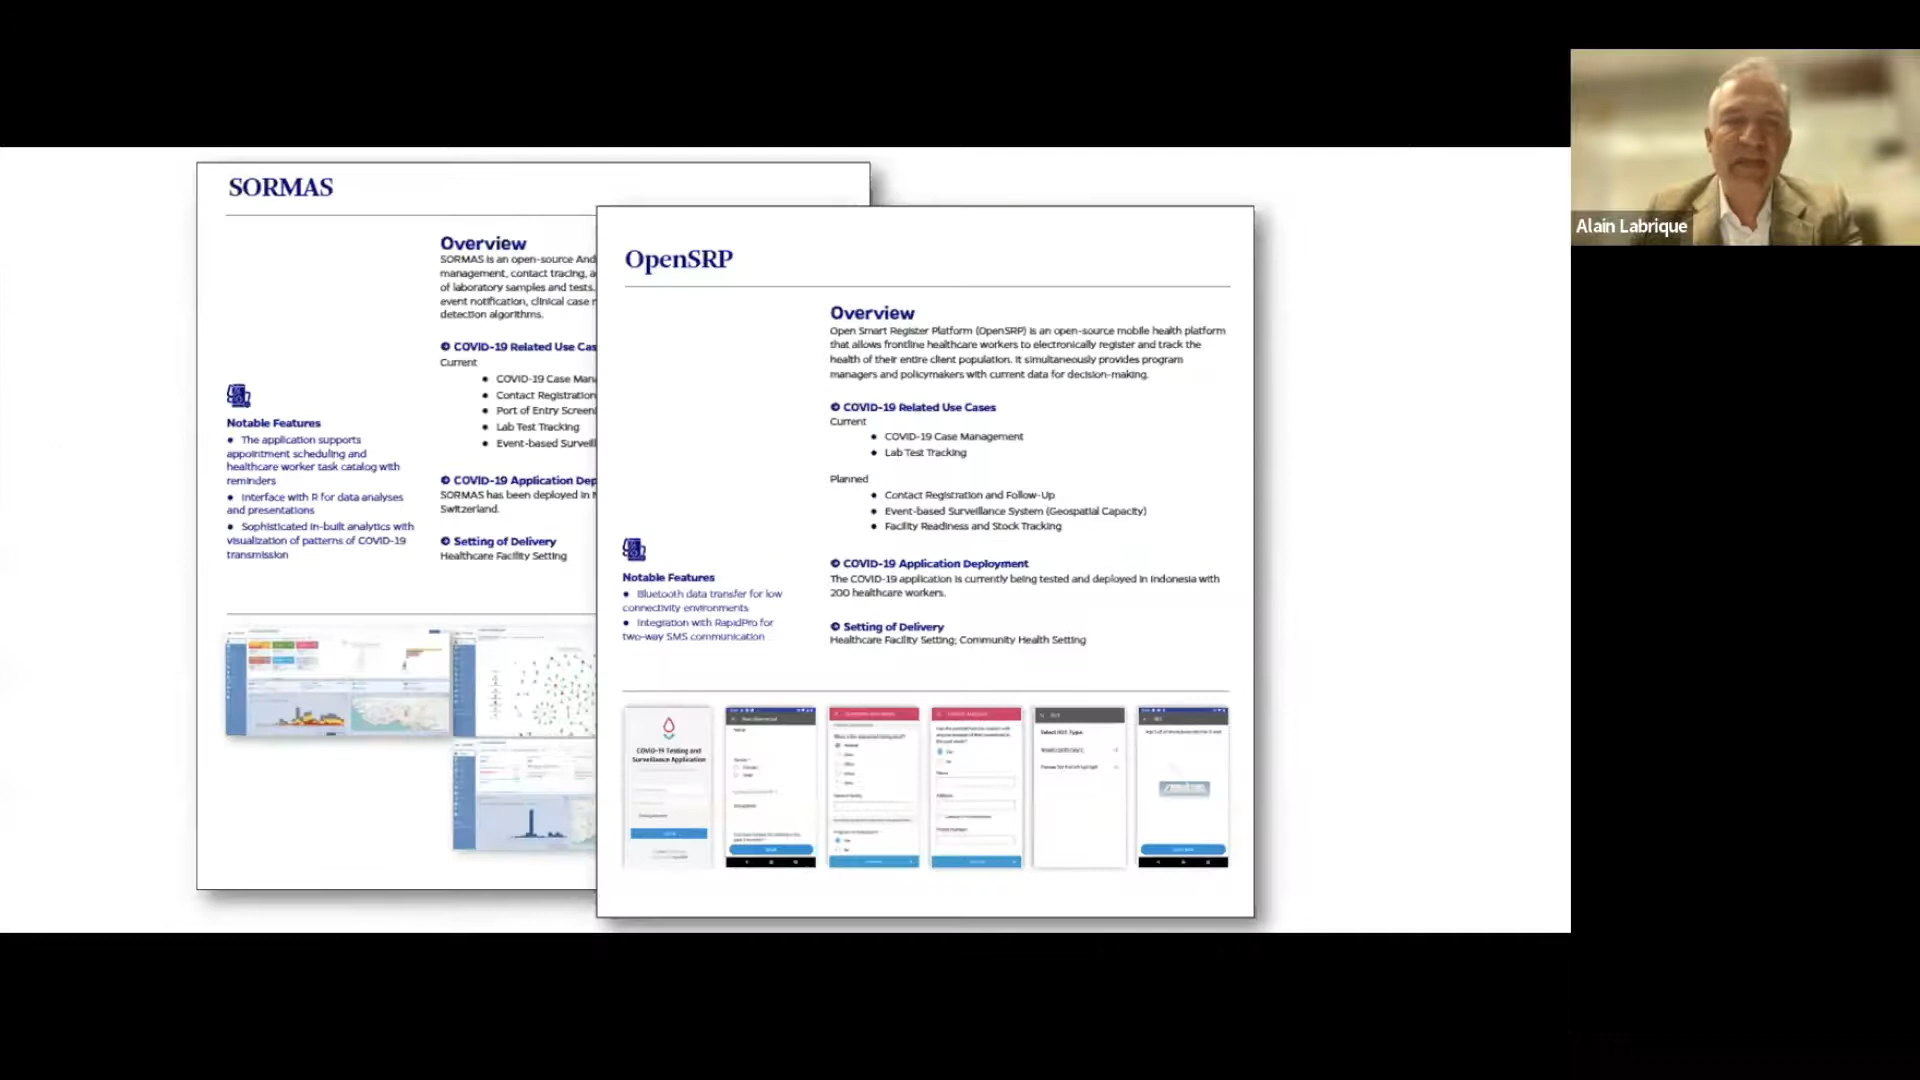 SORMAS
Overview
SORMAS is an open-source And
management, contact tracing, a
of laboratory samples and tests.
event notification, clinical case
detection algorithms.
COVID-19 Related Use Cas
Current
● COVID-19 Case Man
● Contact Registration
● Port of Entry Screen
● Lab Test Tracking
● Event-based Surveil
COVID-19 Application Dep
SORMAS has been deployed in
Switzerland.
Setting of Delivery
Healthcare Facility Setting
Notable Features
● The application supports
appointment scheduling and
healthcare worker task catalog with
reminders
● Interface with R for data analyses
and presentations
● Sophisticated in-built analytics with
visualization of patterns of COVID-19
transmission
OpenSRP
Overview
Open Smart Register Platform (OpenSRP) is an open-source mobile health platform
that allows frontline healthcare workers to electronically register and track the
health of their entire client population. It simultaneously provides program
managers and policymakers with current data for decision-making.
COVID-19 Related Use Cases
Current
● COVID-19 Case Management
● Lab Test Tracking
Planned
● Contact Registration and Follow-Up
● Event-based Surveillance System (Geospatial Capacity)
● Facility Readiness and Stock Tracking
COVID-19 Application Deployment
The COVID-19 application is currently being tested and deployed in Indonesia with
200 healthcare workers.
Setting of Delivery
Healthcare Facility Setting; Community Health Setting
Notable Features
● Bluetooth data transfer for low
connectivity environments
● Integration with RapidPro for
two-way SMS communication
COVID-19 Testing and
Surveillance Application
Select RDT Type
Alain Labrique